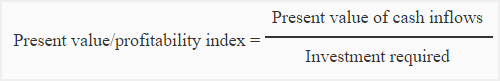 Present value of cash inflows
Present value/profitability index =
Investment required